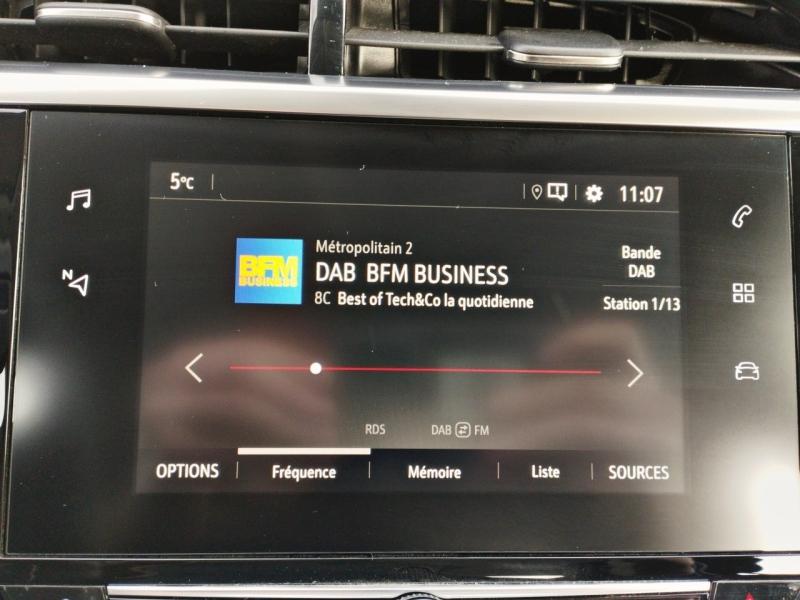 5°C
11:07
N
BFM
BUSINESS
Métropolitain 2
DAB BFM BUSINESS
8C Best of Tech&Co la quotidienne
Bande
DAB
Station 1/13
RDS
DAB FM
OPTIONS
Fréquence
Mémoire
Liste
SOURCES